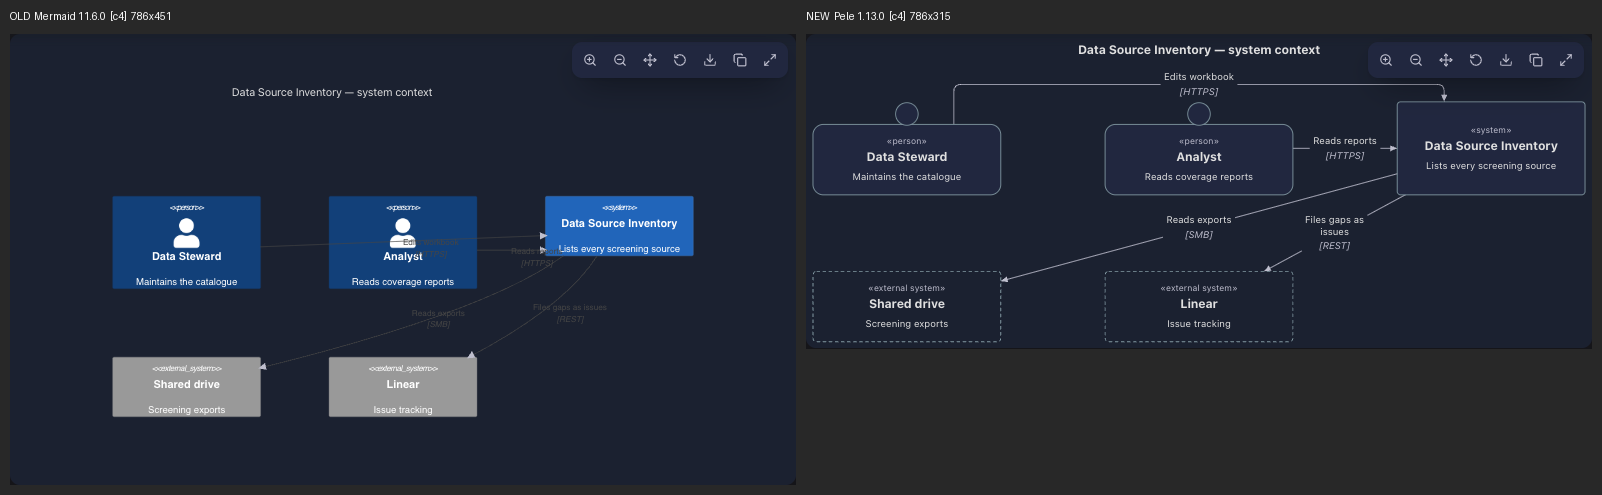 OLD Mermaid 11.6.0 [c4] 786x451
Data Source Inventory — system context
<<person>>
Data Steward
Maintains the catalogue
<<person>>
Analyst
Reads coverage reports
<<system>>
Data Source Inventory
Lists every screening source
[HTTPS]
Reads exports
[SMB]
Files gaps as issues
[REST]
<<external_system>>
Shared drive
Screening exports
<<external_system>>
Linear
Issue tracking
NEW Pele 1.13.0 [c4] 786x315
Data Source Inventory — system context
Edits workbook
[HTTPS]
«person»
Data Steward
Maintains the catalogue
«person»
Analyst
Reads coverage reports
Reads reports
[HTTPS]
«system»
Data Source Inventory
Lists every screening source
Reads exports
[SMB]
Files gaps as
issues
[REST]
«external system»
Shared drive
Screening exports
«external system»
Linear
Issue tracking